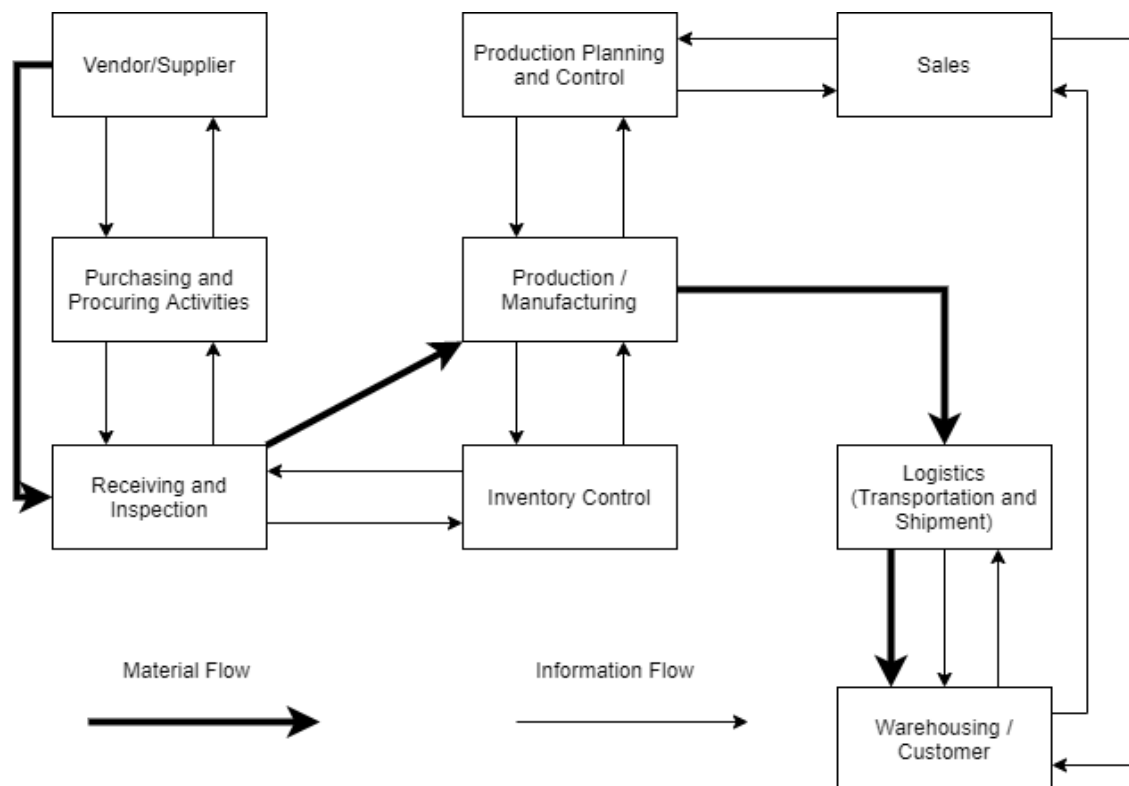 Vendor/Supplier
Production Planning
and Control
Sales
Purchasing and
Procuring Activities
Production /
Manufacturing
Receiving and
Inspection
Inventory Control
Logistics
(Transportation and
Shipment)
Material Flow
Information Flow
Warehousing /
Customer